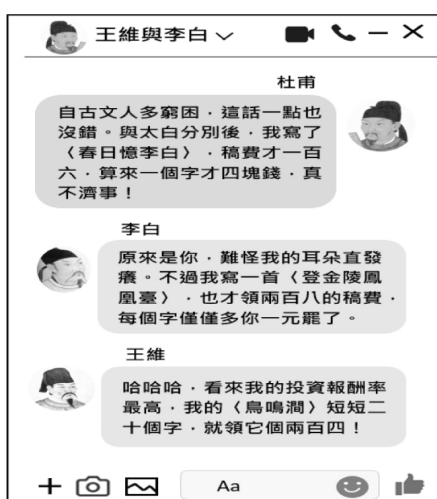 王維與李白
杜甫
自古文人多窮困，這話一點也
沒錯。與太白分別後，我寫了
〈春日憶李白〉，稿費才一百
六，算來一個字才四塊錢，真
不濟事！
李白
原來是你，難怪我的耳朵直發
癢。不過我寫一首〈登金陵鳳
凰臺〉，也才領兩百八的稿費，
每個字僅僅多你一元罷了。
王維
哈哈哈，看來我的投資報酬率
最高，我的〈鳥鳴澗〉短短二
十個字，就領它個兩百四！
Aa